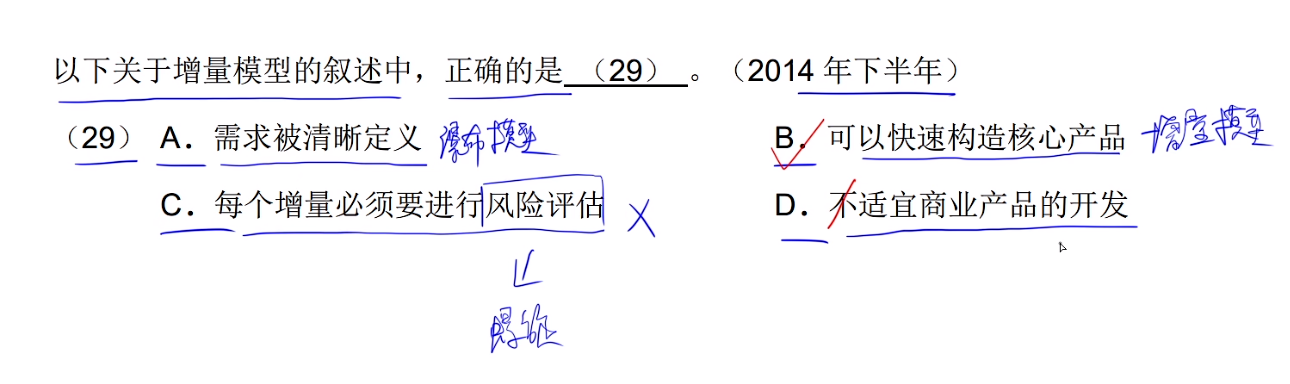 以下关于增量模型的叙述中，正确的是 （29） 。（2014 年下半年）
（29） A．需求被清晰定义 瀑布模型 B．可以快速构造核心产品 增量模型
C．每个增量必须要进行风险评估 X D．不适宜商业产品的开发
螺旋